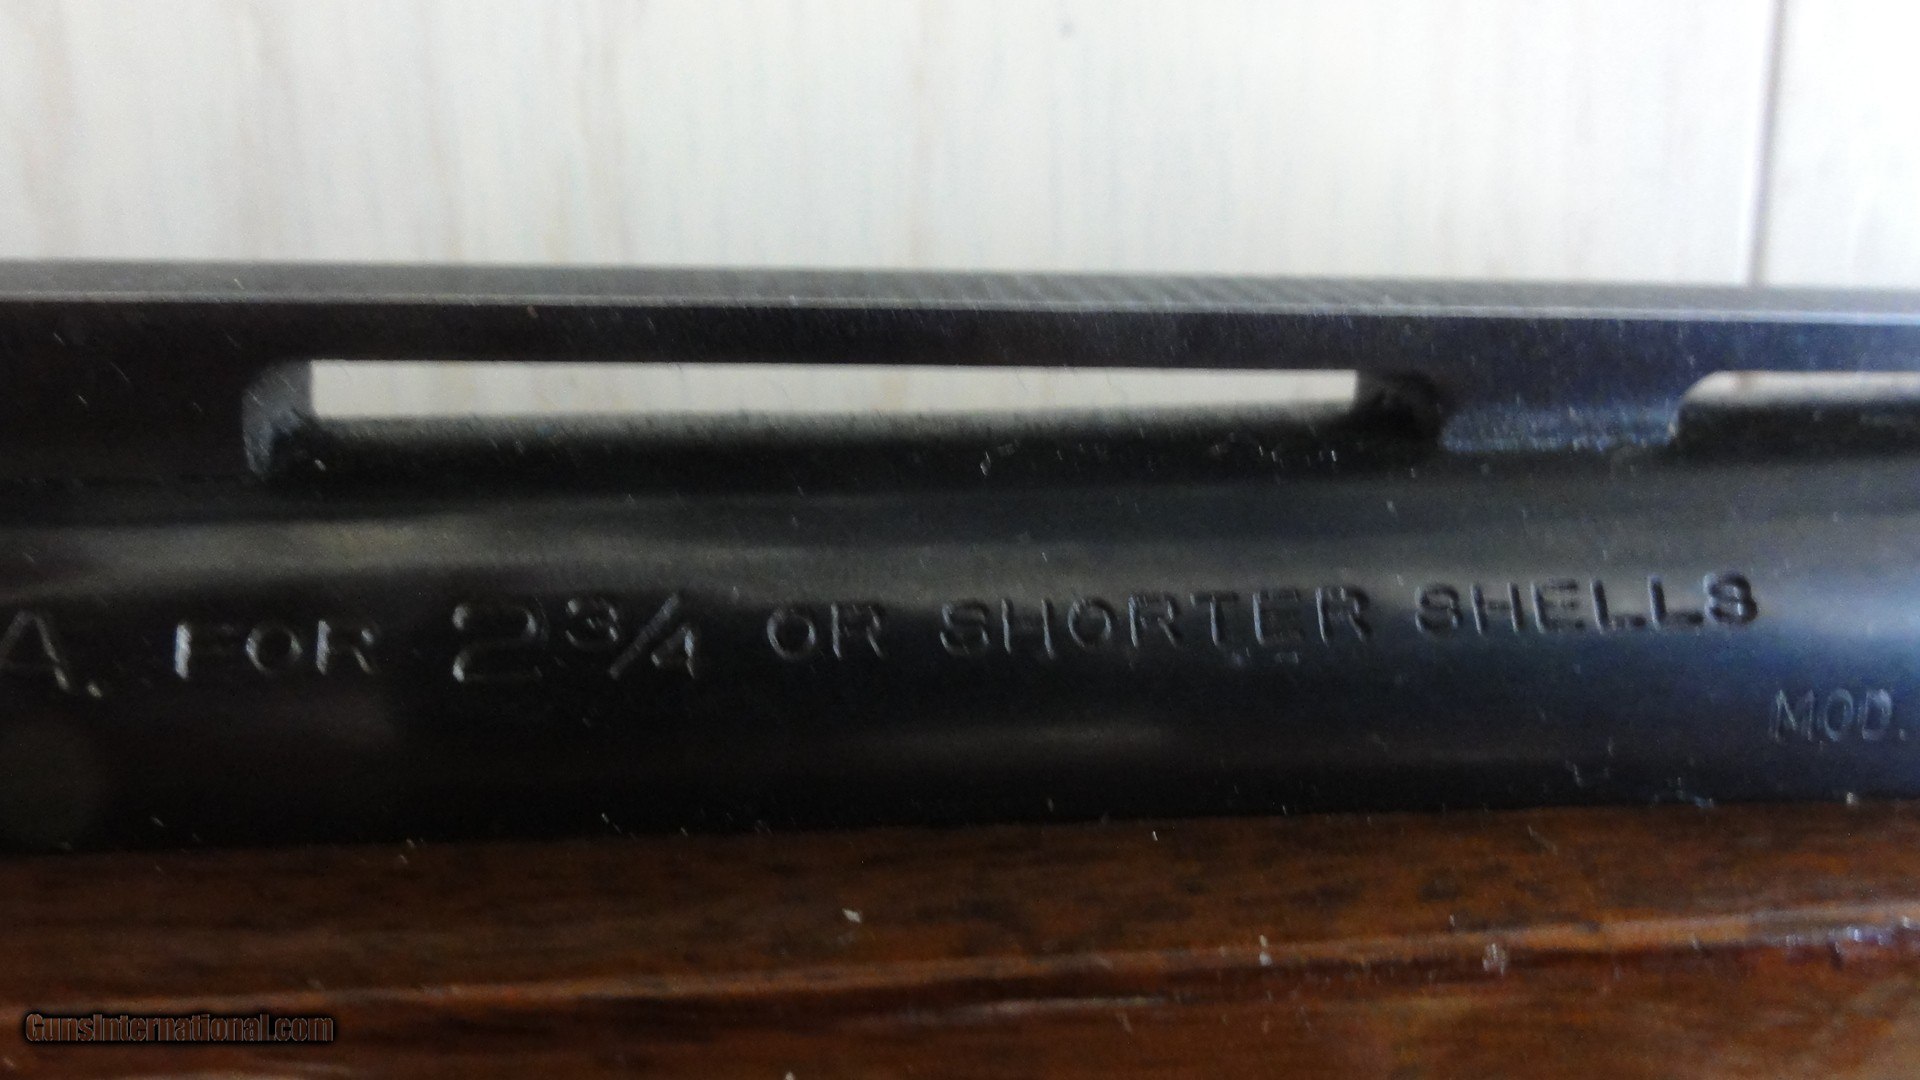 A. FOR 2¾ OR SHORTER SHELLS
MOD.
GunsInternational.com